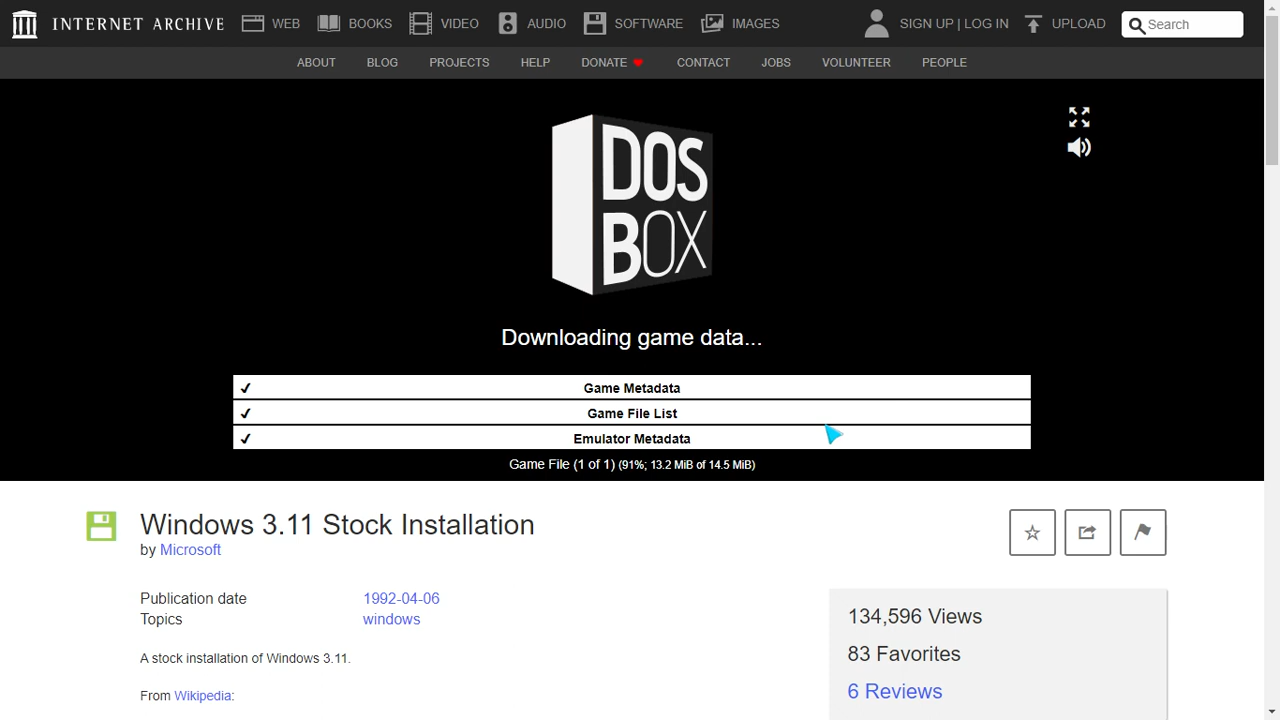 INTERNET ARCHIVE WEB BOOKS VIDEO AUDIO SOFTWARE IMAGES SIGN UP | LOG IN UPLOAD Search
ABOUT BLOG PROJECTS HELP DONATE CONTACT JOBS VOLUNTEER PEOPLE
DOS
BOX
Downloading game data...
✔ Game Metadata
✔ Game File List
✔ Emulator Metadata
Game File (1 of 1) (91%; 13.2 MiB of 14.5 MiB)
Windows 3.11 Stock Installation
by Microsoft
Publication date 1992-04-06
Topics windows
A stock installation of Windows 3.11.
From Wikipedia:
134,596 Views
83 Favorites
6 Reviews